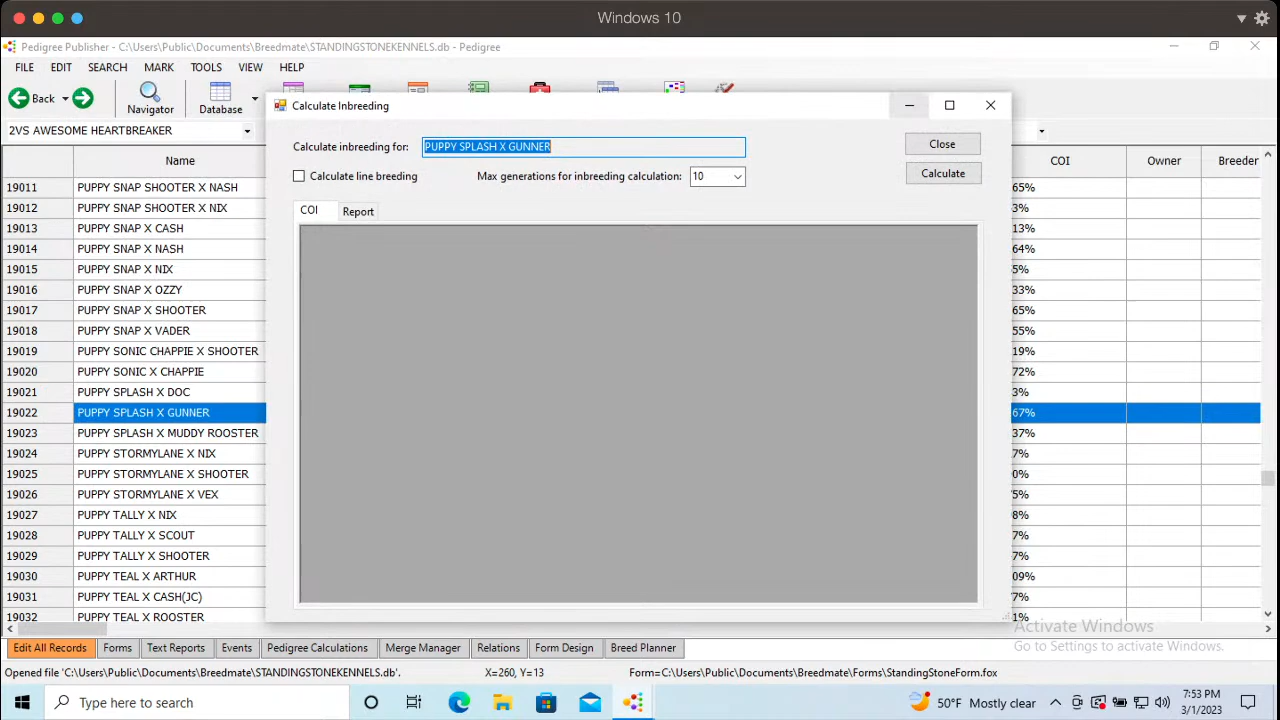 Windows 10
Pedigree Publisher - C:\Users\Public\Documents\Breedmate\STANDINGSTONEKENNELS.db - Pedigree
FILE EDIT SEARCH MARK TOOLS VIEW HELP
Back Navigator Database
2VS AWESOME HEARTBREAKER
Calculate Inbreeding
Calculate inbreeding for: PUPPY SPLASH X GUNNER Close
Calculate line breeding Max generations for inbreeding calculation: 10 Calculate
COI Report
Name COI Owner Breeder
19011 PUPPY SNAP SHOOTER X NASH 65%
19012 PUPPY SNAP SHOOTER X NIX 3%
19013 PUPPY SNAP X CASH 13%
19014 PUPPY SNAP X NASH 64%
19015 PUPPY SNAP X NIX 5%
19016 PUPPY SNAP X OZZY 33%
19017 PUPPY SNAP X SHOOTER 65%
19018 PUPPY SNAP X VADER 55%
19019 PUPPY SONIC CHAPPIE X SHOOTER 19%
19020 PUPPY SONIC X CHAPPIE 72%
19021 PUPPY SPLASH X DOC 3%
19022 PUPPY SPLASH X GUNNER 67%
19023 PUPPY SPLASH X MUDDY ROOSTER 37%
19024 PUPPY STORMYLANE X NIX 7%
19025 PUPPY STORMYLANE X SHOOTER 0%
19026 PUPPY STORMYLANE X VEX 75%
19027 PUPPY TALLY X NIX 8%
19028 PUPPY TALLY X SCOUT 7%
19029 PUPPY TALLY X SHOOTER 7%
19030 PUPPY TEAL X ARTHUR 09%
19031 PUPPY TEAL X CASH(JC) 7%
19032 PUPPY TEAL X ROOSTER 1%
Activate Windows
Go to Settings to activate Windows.
Edit All Records Forms Text Reports Events Pedigree Calculations Merge Manager Relations Form Design Breed Planner
Opened file 'C:\Users\Public\Documents\Breedmate\STANDINGSTONEKENNELS.db'. X=260, Y=13 Form=C:\Users\Public\Documents\Breedmate\Forms\StandingStoneForm.fox
Type here to search 50°F Mostly clear 7:53 PM
3/1/2023